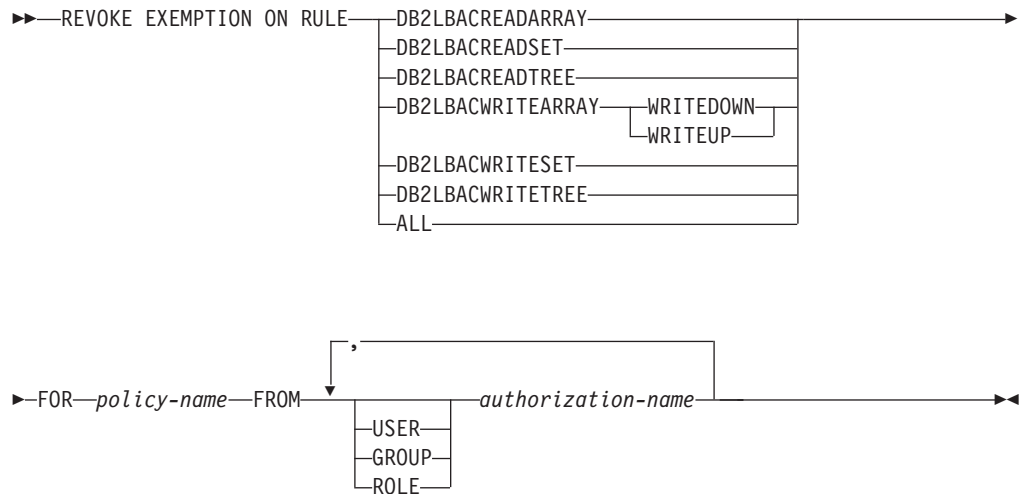 REVOKE EXEMPTION ON RULE DB2LBACREADARRAY
DB2LBACREADSET
DB2LBACREADTREE
DB2LBACWRITEARRAY WRITEDOWN
WRITEUP
DB2LBACWRITESET
DB2LBACWRITETREE
ALL
,
FOR policy-name FROM authorization-name
USER
GROUP
ROLE